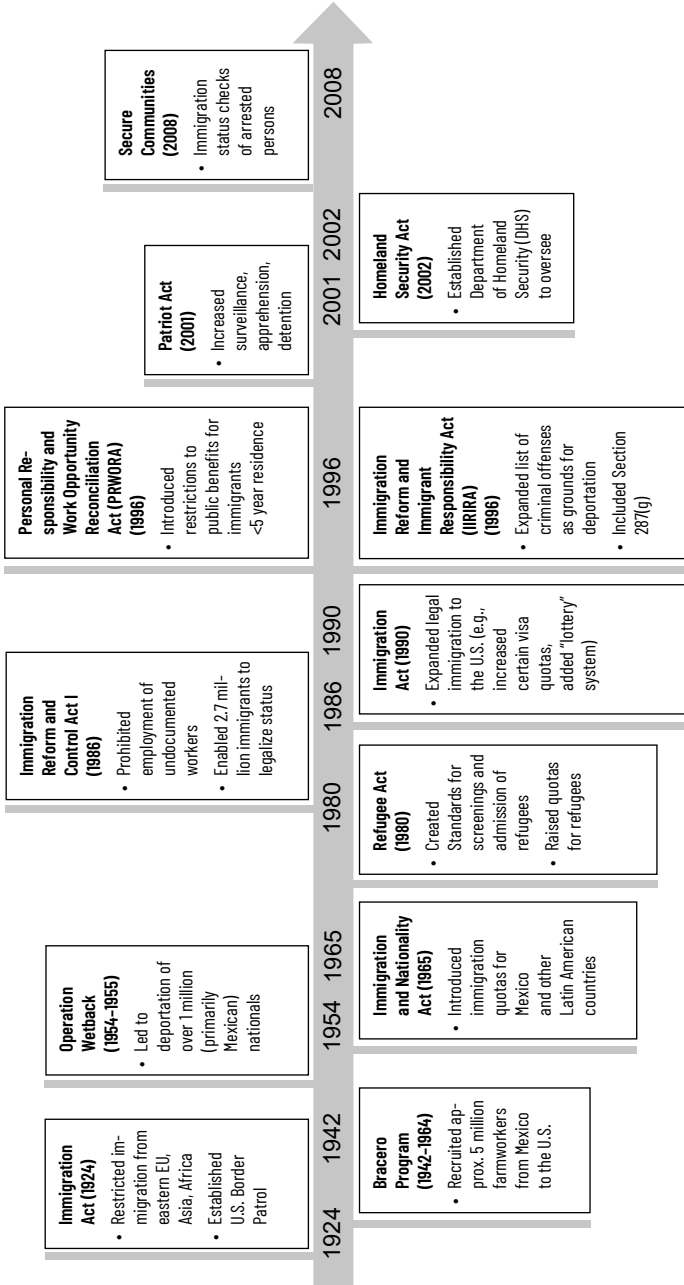 Immigration
Act (1924)
• Restricted im-
migration from
eastern EU,
Asia, Africa
• Established
U.S. Border
Patrol
Operation
Wetback
(1954–1955)
• Led to
deportation of
over 1 million
(primarily
Mexican)
nationals
Immigration
Reform and
Control Act I
(1986)
• Prohibited
employment of
undocumented
workers
• Enabled 2.7 mil-
lion immigrants to
legalize status
Personal Re-
sponsibility and
Work Opportunity
Reconciliation
Act (PRWORA)
(1996)
• Introduced
restrictions to
public benefits for
immigrants
<5 year residence
Patriot Act
(2001)
• Increased
surveillance,
apprehension,
detention
Secure
Communities
(2008)
• Immigration
status checks
of arrested
persons
1924 1942 1954 1965 1980 1986 1990 1996 2001 2002 2008
Bracero
Program
(1942–1964)
• Recruited ap-
prox. 5 million
farmworkers
from Mexico
to the U.S.
Immigration
and Nationality
Act (1965)
• Introduced
immigration
quotas for
Mexico
and other
Latin American
countries
Refugee Act
(1980)
• Created
Standards for
screenings and
admission of
refugees
• Raised quotas
for refugees
Immigration
Act (1990)
• Expanded legal
immigration to
the U.S. (e.g.,
increased
certain visa
quotas,
added “lottery”
system)
Immigration
Reform and
Immigrant
Responsibility Act
(IIRIRA)
(1996)
• Expanded list of
criminal offenses
as grounds for
deportation
• Included Section
287(g)
Homeland
Security Act
(2002)
• Established
Department
of Homeland
Security (DHS)
to oversee